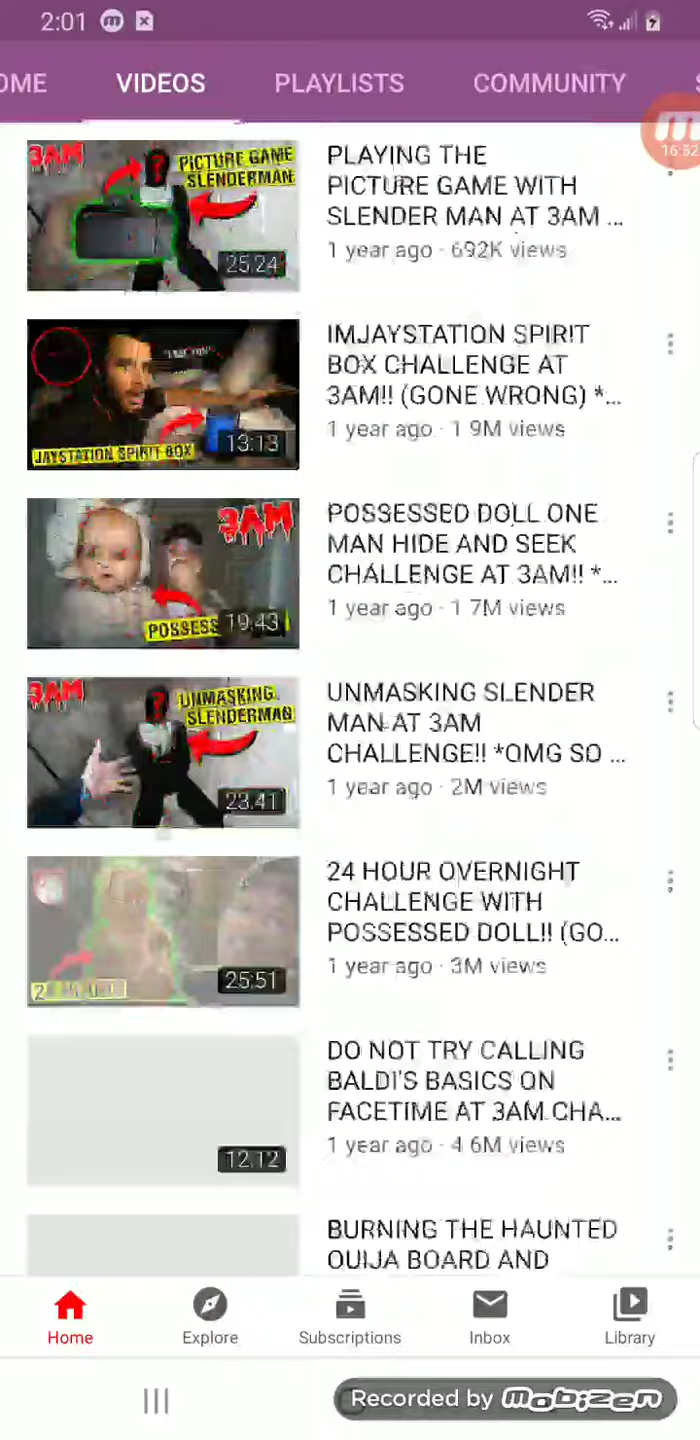 2:01
OME VIDEOS PLAYLISTS COMMUNITY
16:52
3AM
PICTURE GAME
SLENDERMAN
25:24
PLAYING THE
PICTURE GAME WITH
SLENDER MAN AT 3AM ...
1 year ago · 692K views
JAYSTATION SPIRIT BOX
13:13
IMJAYSTATION SPIRIT
BOX CHALLENGE AT
3AM!! (GONE WRONG) *...
1 year ago · 1 9M views
3AM
POSSESS
19:43
POSSESSED DOLL ONE
MAN HIDE AND SEEK
CHALLENGE AT 3AM!! *...
1 year ago · 1 7M views
3AM
UNMASKING
SLENDERMAN
23:41
UNMASKING SLENDER
MAN AT 3AM
CHALLENGE!! *OMG SO ...
1 year ago · 2M views
25:51
24 HOUR OVERNIGHT
CHALLENGE WITH
POSSESSED DOLL!! (GO...
1 year ago · 3M views
12:12
DO NOT TRY CALLING
BALDI'S BASICS ON
FACETIME AT 3AM CHA...
1 year ago · 4 6M views
BURNING THE HAUNTED
OUIJA BOARD AND
Home Explore Subscriptions Inbox Library
Recorded by mobizen